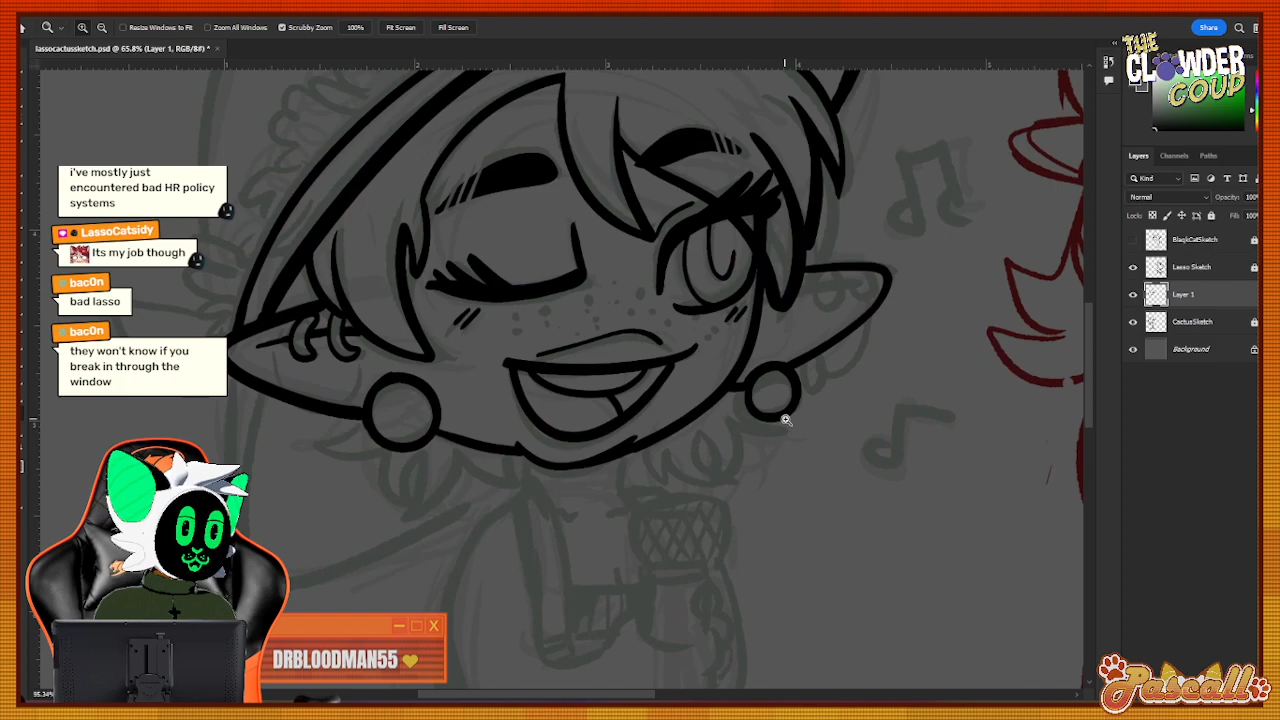 Resize Windows to Fit
Zoom All Windows
Scrubby Zoom
100%
Fit Screen
Fill Screen
Share
lassocactussketch.psd @ 65.8% (Layer 1, RGB/8#) *
THE
CLOWDER
COUP
i've mostly just
encountered bad HR policy
systems
LassoCatsidy
Its my job though
bac0n
bad lasso
bac0n
they won't know if you
break in through the
window
Layers
Channels
Paths
Kind
Normal
Opacity:
Lock:
Fill:
Lasso Sketch
Layer 1
CactusSketch
Background
DRBLOODMAN55
Pascall